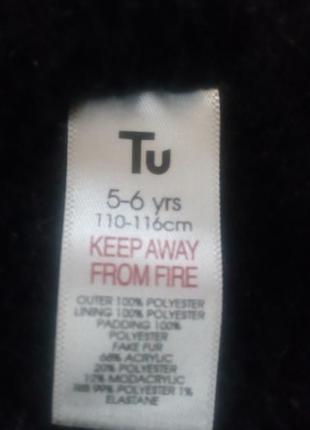 Tu
5-6 yrs
110-116cm
KEEP AWAY
FROM FIRE
OUTER 100% POLYESTER
LINING 100% POLYESTER
PADDING 100%
POLYESTER
FAKE FUR
68% ACRYLIC
20% POLYESTER
12% MODACRYLIC
RIB 99% POLYESTER 1%
ELASTANE